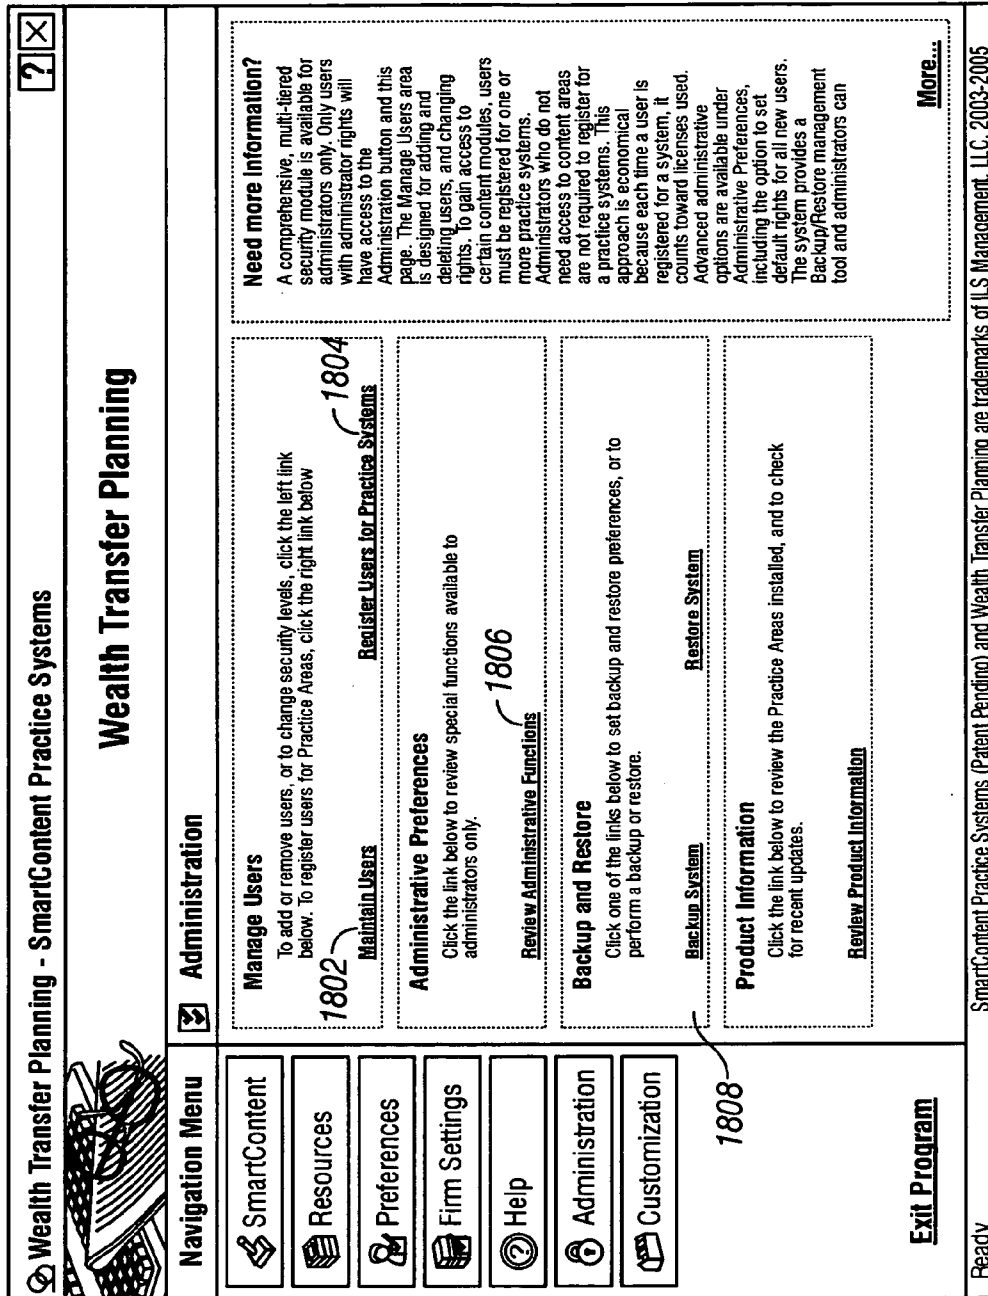 Wealth Transfer Planning - SmartContent Practice Systems
?
X
Wealth Transfer Planning
Navigation Menu
SmartContent
Resources
Preferences
Firm Settings
? Help
Administration
Customization
Exit Program
Administration
Manage Users
To add or remove users, or to change security levels, click the left link
below. To register users for Practice Areas, click the right link below
1802
1804
Maintain Users
Register Users for Practice Systems
Administrative Preferences
Click the link below to review special functions available to
administrators only.
1806
Review Administrative Functions
Backup and Restore
Click one of the links below to set backup and restore preferences, or to
perform a backup or restore.
Backup System
Restore System
1808
Product Information
Click the link below to review the Practice Areas installed, and to check
for recent updates.
Review Product Information
Need more information?
A comprehensive, multi-tiered
security module is available for
administrators only. Only users
with administrator rights will
have access to the
Administration button and this
page. The Manage Users area
is designed for adding and
deleting users, and changing
rights. To gain access to
certain content modules, users
must be registered for one or
more practice systems.
Administrators who do not
need access to content areas
are not required to register for
a practice systems. This
approach is economical
because each time a user is
registered for a system, it
counts toward licenses used.
Advanced administrative
options are available under
Administrative Preferences,
including the option to set
default rights for all new users.
The system provides a
Backup/Restore management
tool and administrators can
More...
Ready
SmartContent Practice Systems (Patent Pending) and Wealth Transfer Planning are trademarks of ILS Management, LLC, 2003-2005